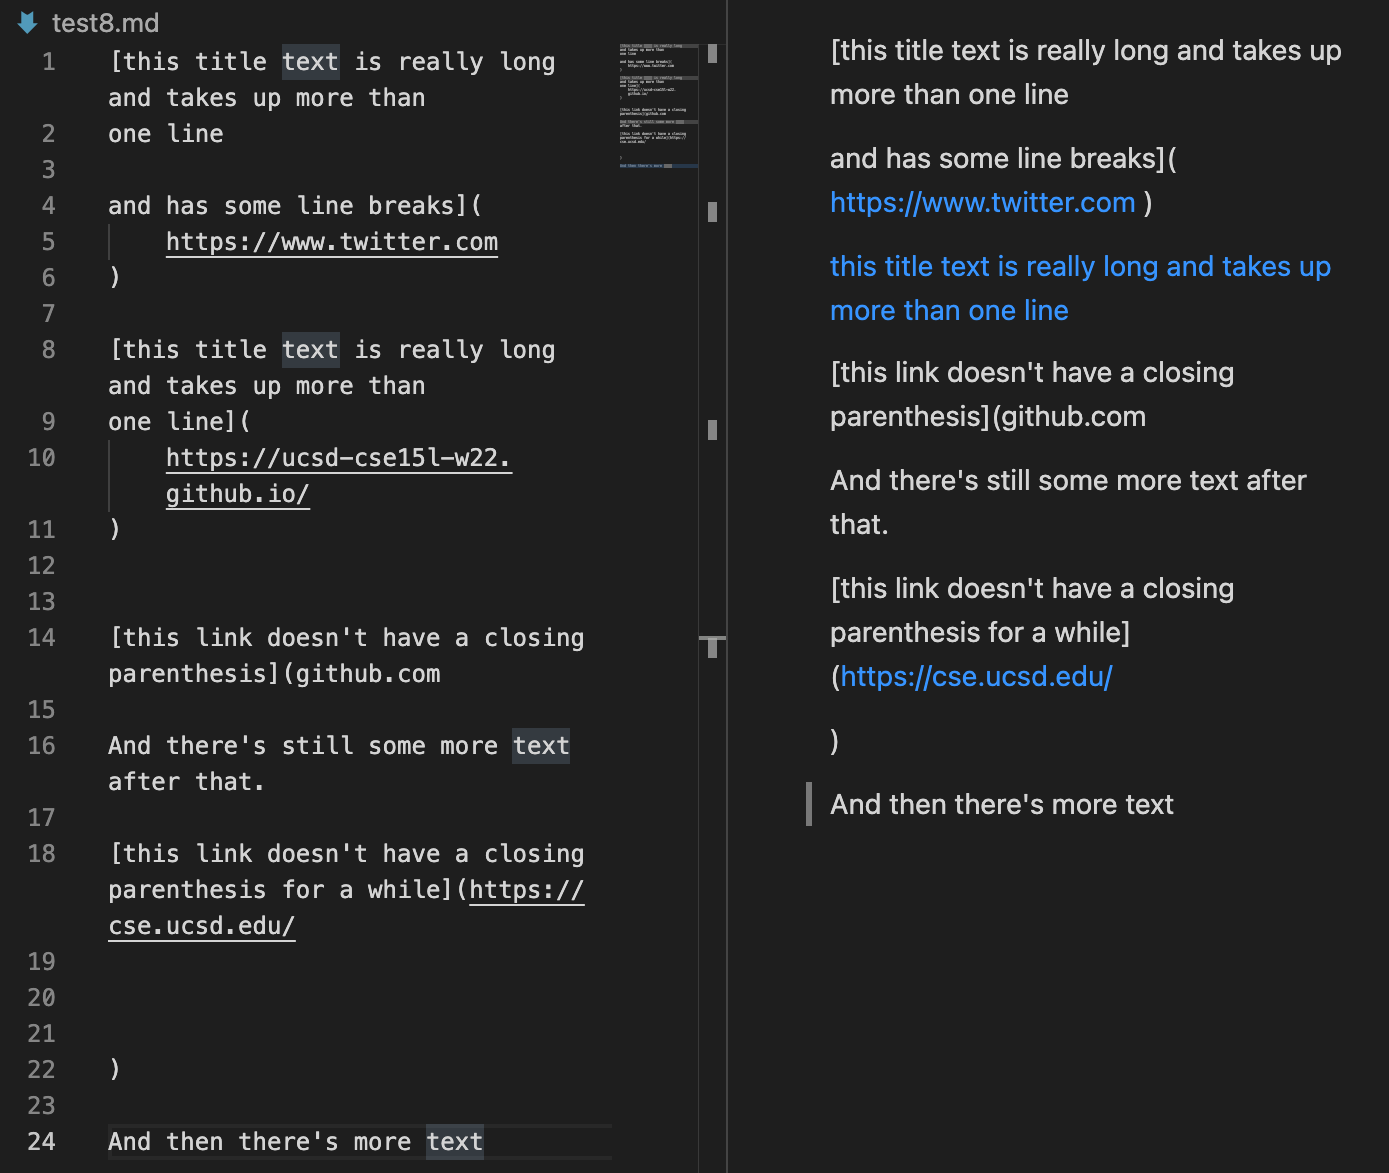 test8.md
1 [this title text is really long
and takes up more than
2 one line
3
4 and has some line breaks](
5 https://www.twitter.com
6 )
7
8 [this title text is really long
and takes up more than
9 one line](
10 https://ucsd-cse15l-w22.
github.io/
11 )
12
13
14 [this link doesn't have a closing
parenthesis](github.com
15
16 And there's still some more text
after that.
17
18 [this link doesn't have a closing
parenthesis for a while](https://
cse.ucsd.edu/
19
20
21
22 )
23
24 And then there's more text
[this title text is really long and takes up
more than one line
and has some line breaks](
https://www.twitter.com )
this title text is really long and takes up
more than one line
[this link doesn't have a closing
parenthesis](github.com
And there's still some more text after
that.
[this link doesn't have a closing
parenthesis for a while]
(https://cse.ucsd.edu/
)
And then there's more text